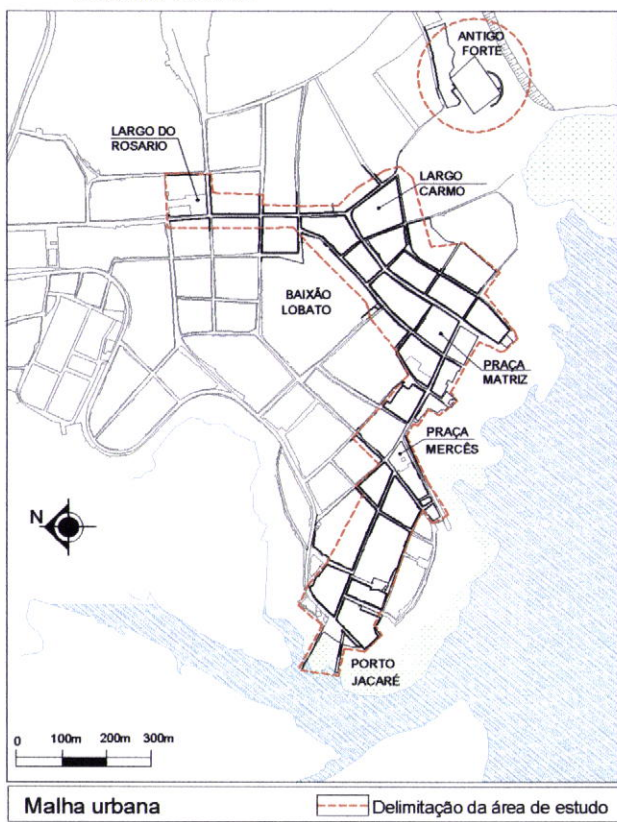 ANTIGO
FORTE
LARGO DO
ROSARIO
LARGO
CARMO
BAIXÃO
LOBATO
PRAÇA
MATRIZ
PRAÇA
MERCÊS
N
PORTO
JACARÉ
0 100m 200m 300m
Malha urbana
Delimitação da área de estudo